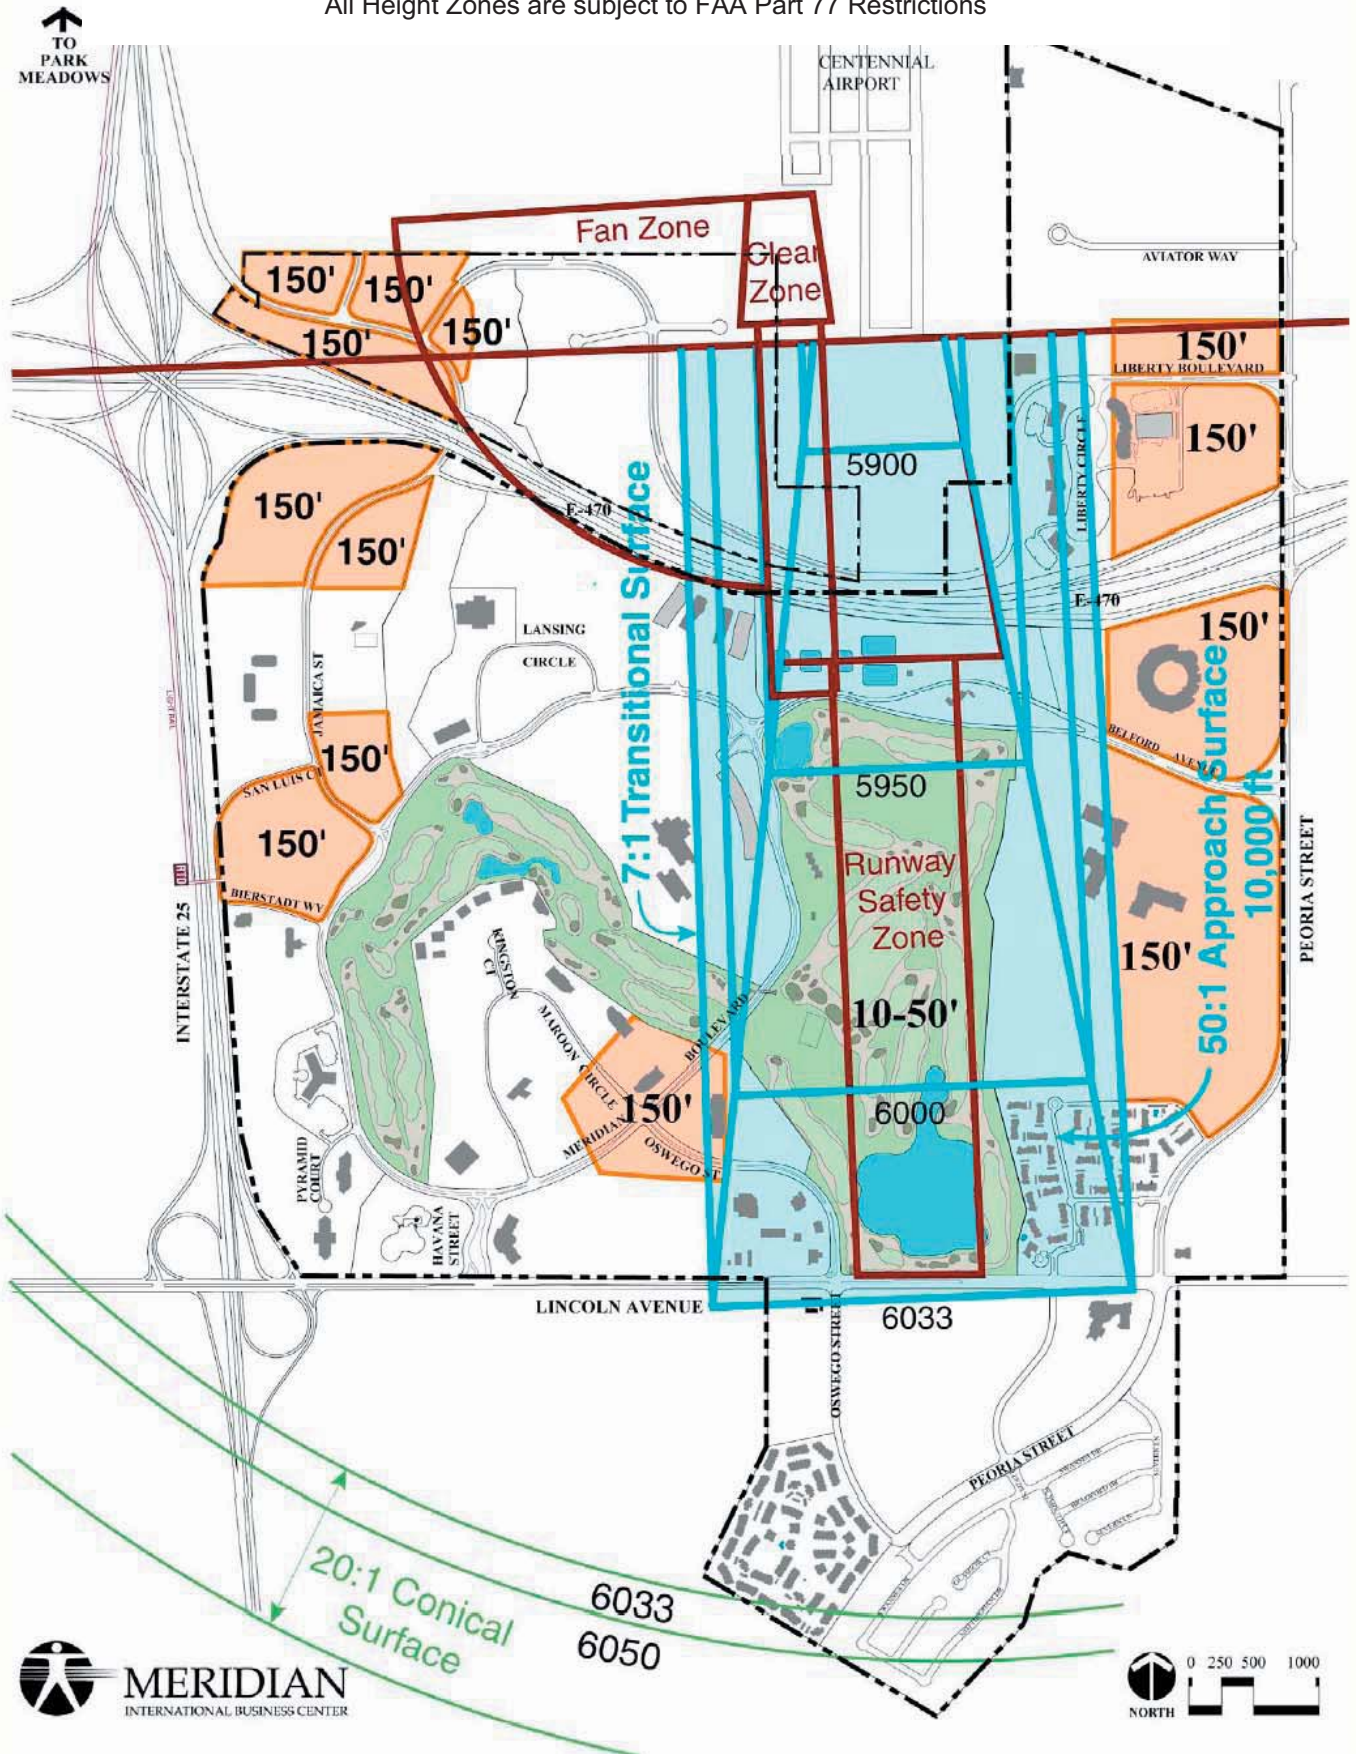 All Height Zones are subject to FAA Part 77 Restrictions
TO
PARK
MEADOWS
CENTENNIAL
AIRPORT
Fan Zone
Clear
Zone
AVIATOR WAY
150'
150'
150'
150'
150'
LIBERTY BOULEVARD
150'
LIBERTY CIRCLE
5900
150'
150'
E-470
E-470
7:1 Transitional Surface
LANSING
CIRCLE
150'
JAMAICA ST
LIGHT RAIL
150'
SAN LUIS CT
BELFORD AVENUE
5950
150'
BIERSTADT WY
RTD
INTERSTATE 25
Runway
Safety
Zone
50:1 Approach Surface
10,000 ft
PEORIA STREET
150'
KINGSTON
CT
MAROON CIRCLE
MERIDIAN BOULEVARD
10-50'
150'
6000
OSWEGO ST
PYRAMID
COURT
HAVANA
STREET
LINCOLN AVENUE
6033
OSWEGO STREET
PEORIA STREET
20:1 Conical
Surface
6033
6050
MERIDIAN
INTERNATIONAL BUSINESS CENTER
NORTH
0 250 500 1000